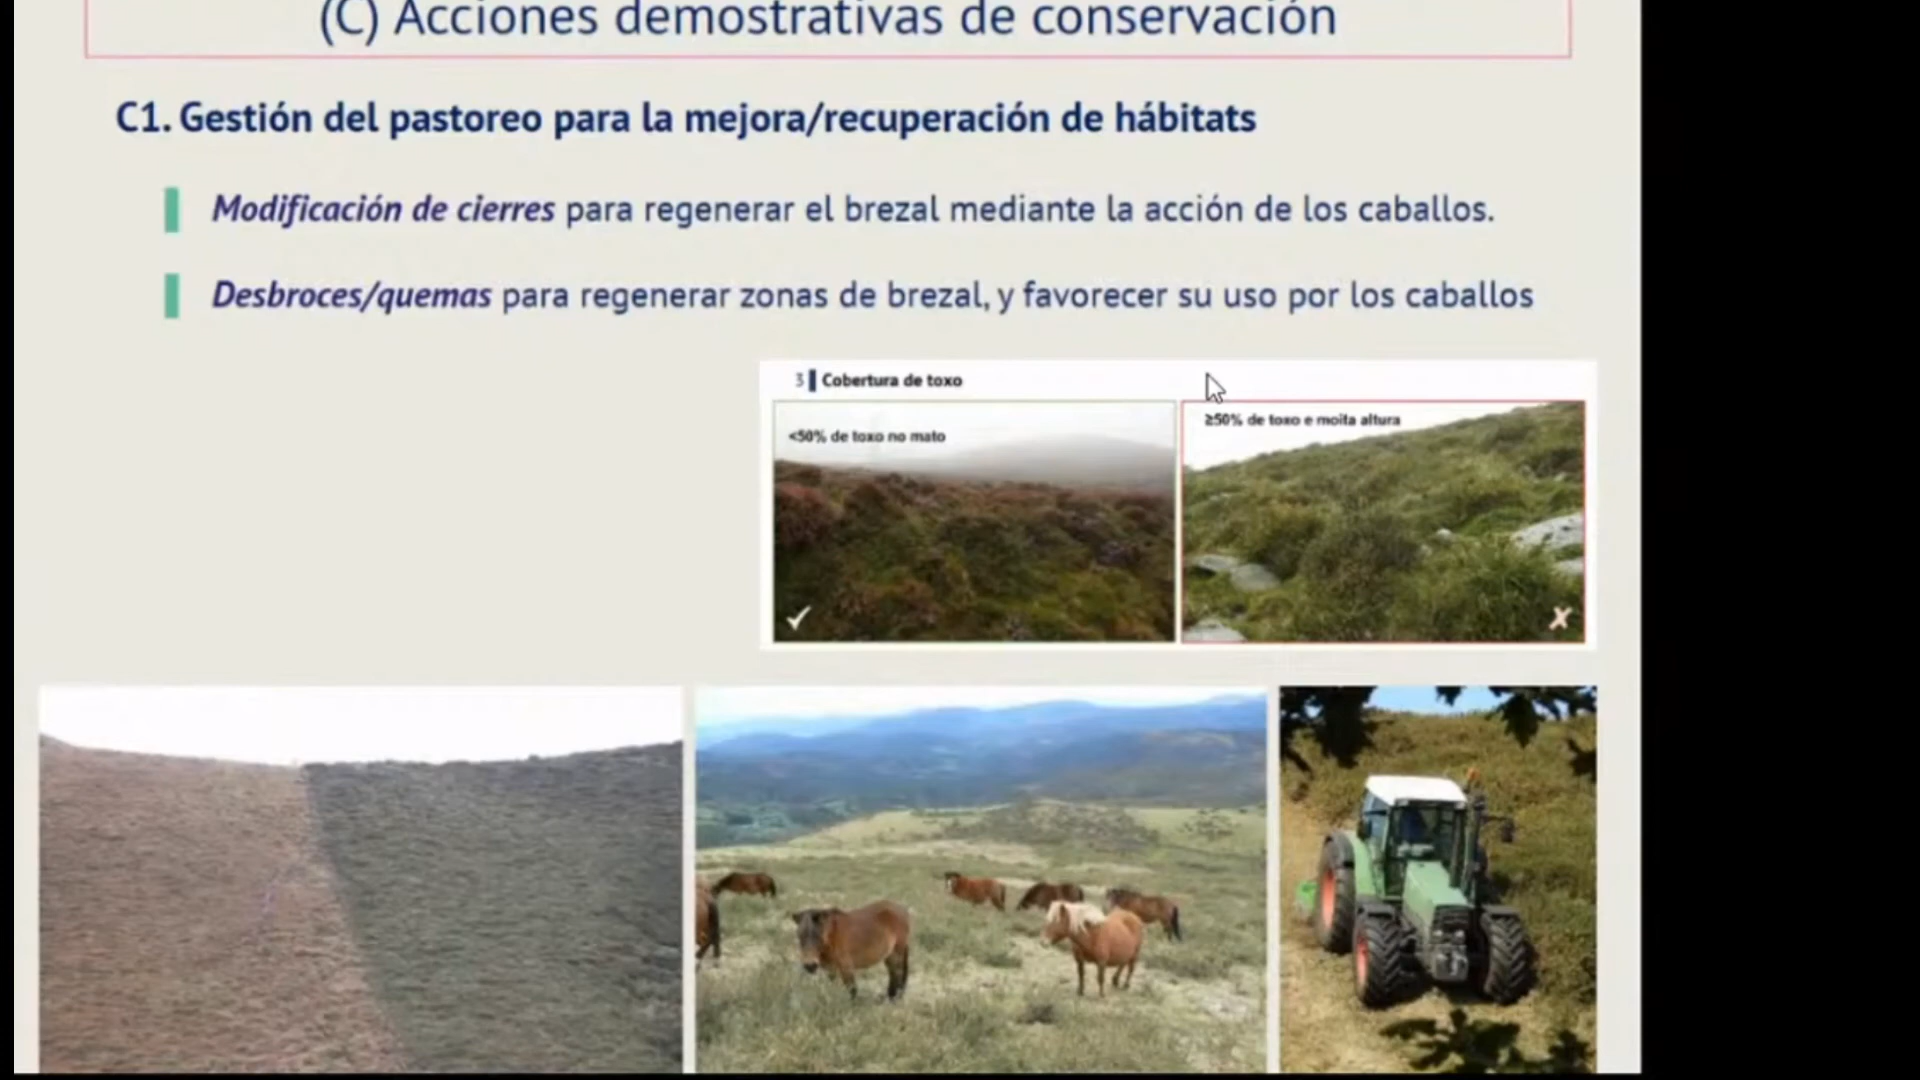 (C) Acciones demostrativas de conservación
C1. Gestión del pastoreo para la mejora/recuperación de hábitats
Modificación de cierres para regenerar el brezal mediante la acción de los caballos.
Desbroces/quemas para regenerar zonas de brezal, y favorecer su uso por los caballos
3 Cobertura de toxo
<50% de toxo no mato
≥50% de toxo e moita altura